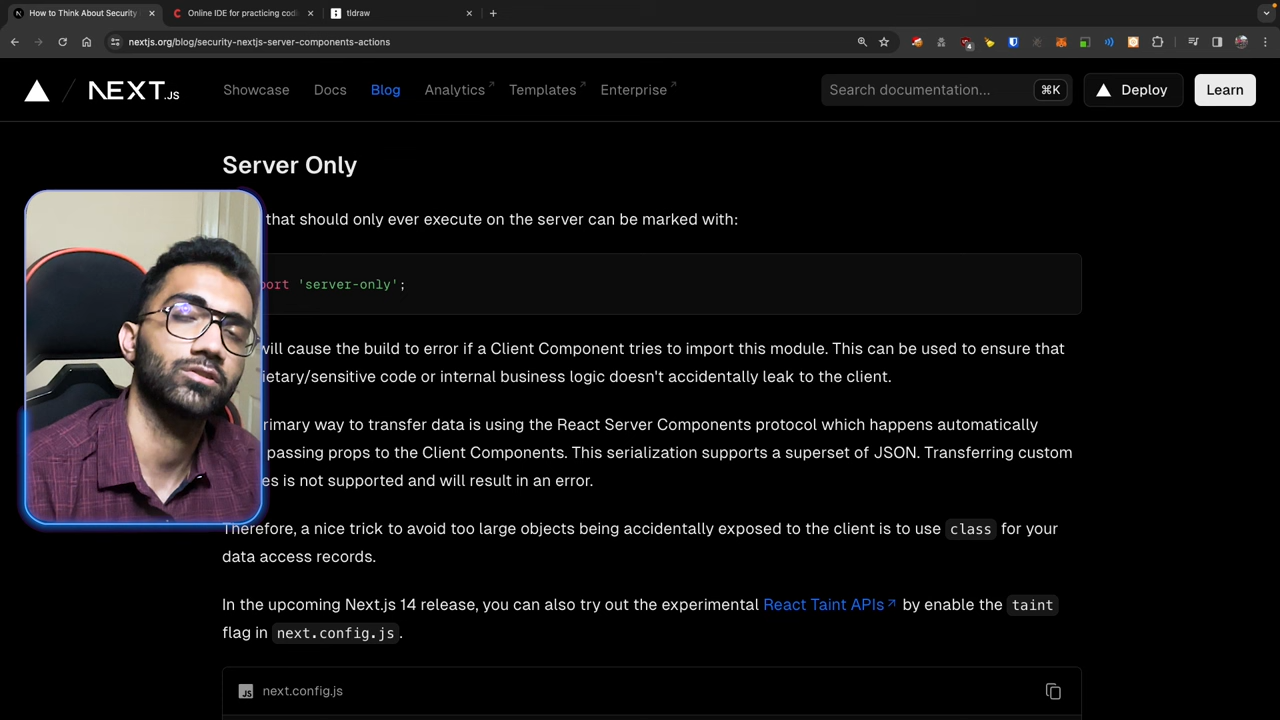 How to Think About Security
Online IDE for practicing codi
tldraw
nextjs.org/blog/security-nextjs-server-components-actions
NEXT.JS
Showcase
Docs
Blog
Analytics
Templates
Enterprise
Search documentation...
⌘K
Deploy
Learn
Server Only
that should only ever execute on the server can be marked with:
port 'server-only';
will cause the build to error if a Client Component tries to import this module. This can be used to ensure that
ietary/sensitive code or internal business logic doesn't accidentally leak to the client.
rimary way to transfer data is using the React Server Components protocol which happens automatically
passing props to the Client Components. This serialization supports a superset of JSON. Transferring custom
es is not supported and will result in an error.
Therefore, a nice trick to avoid too large objects being accidentally exposed to the client is to use class for your
data access records.
In the upcoming Next.js 14 release, you can also try out the experimental React Taint APIs by enable the taint
flag in next.config.js.
JS
next.config.js